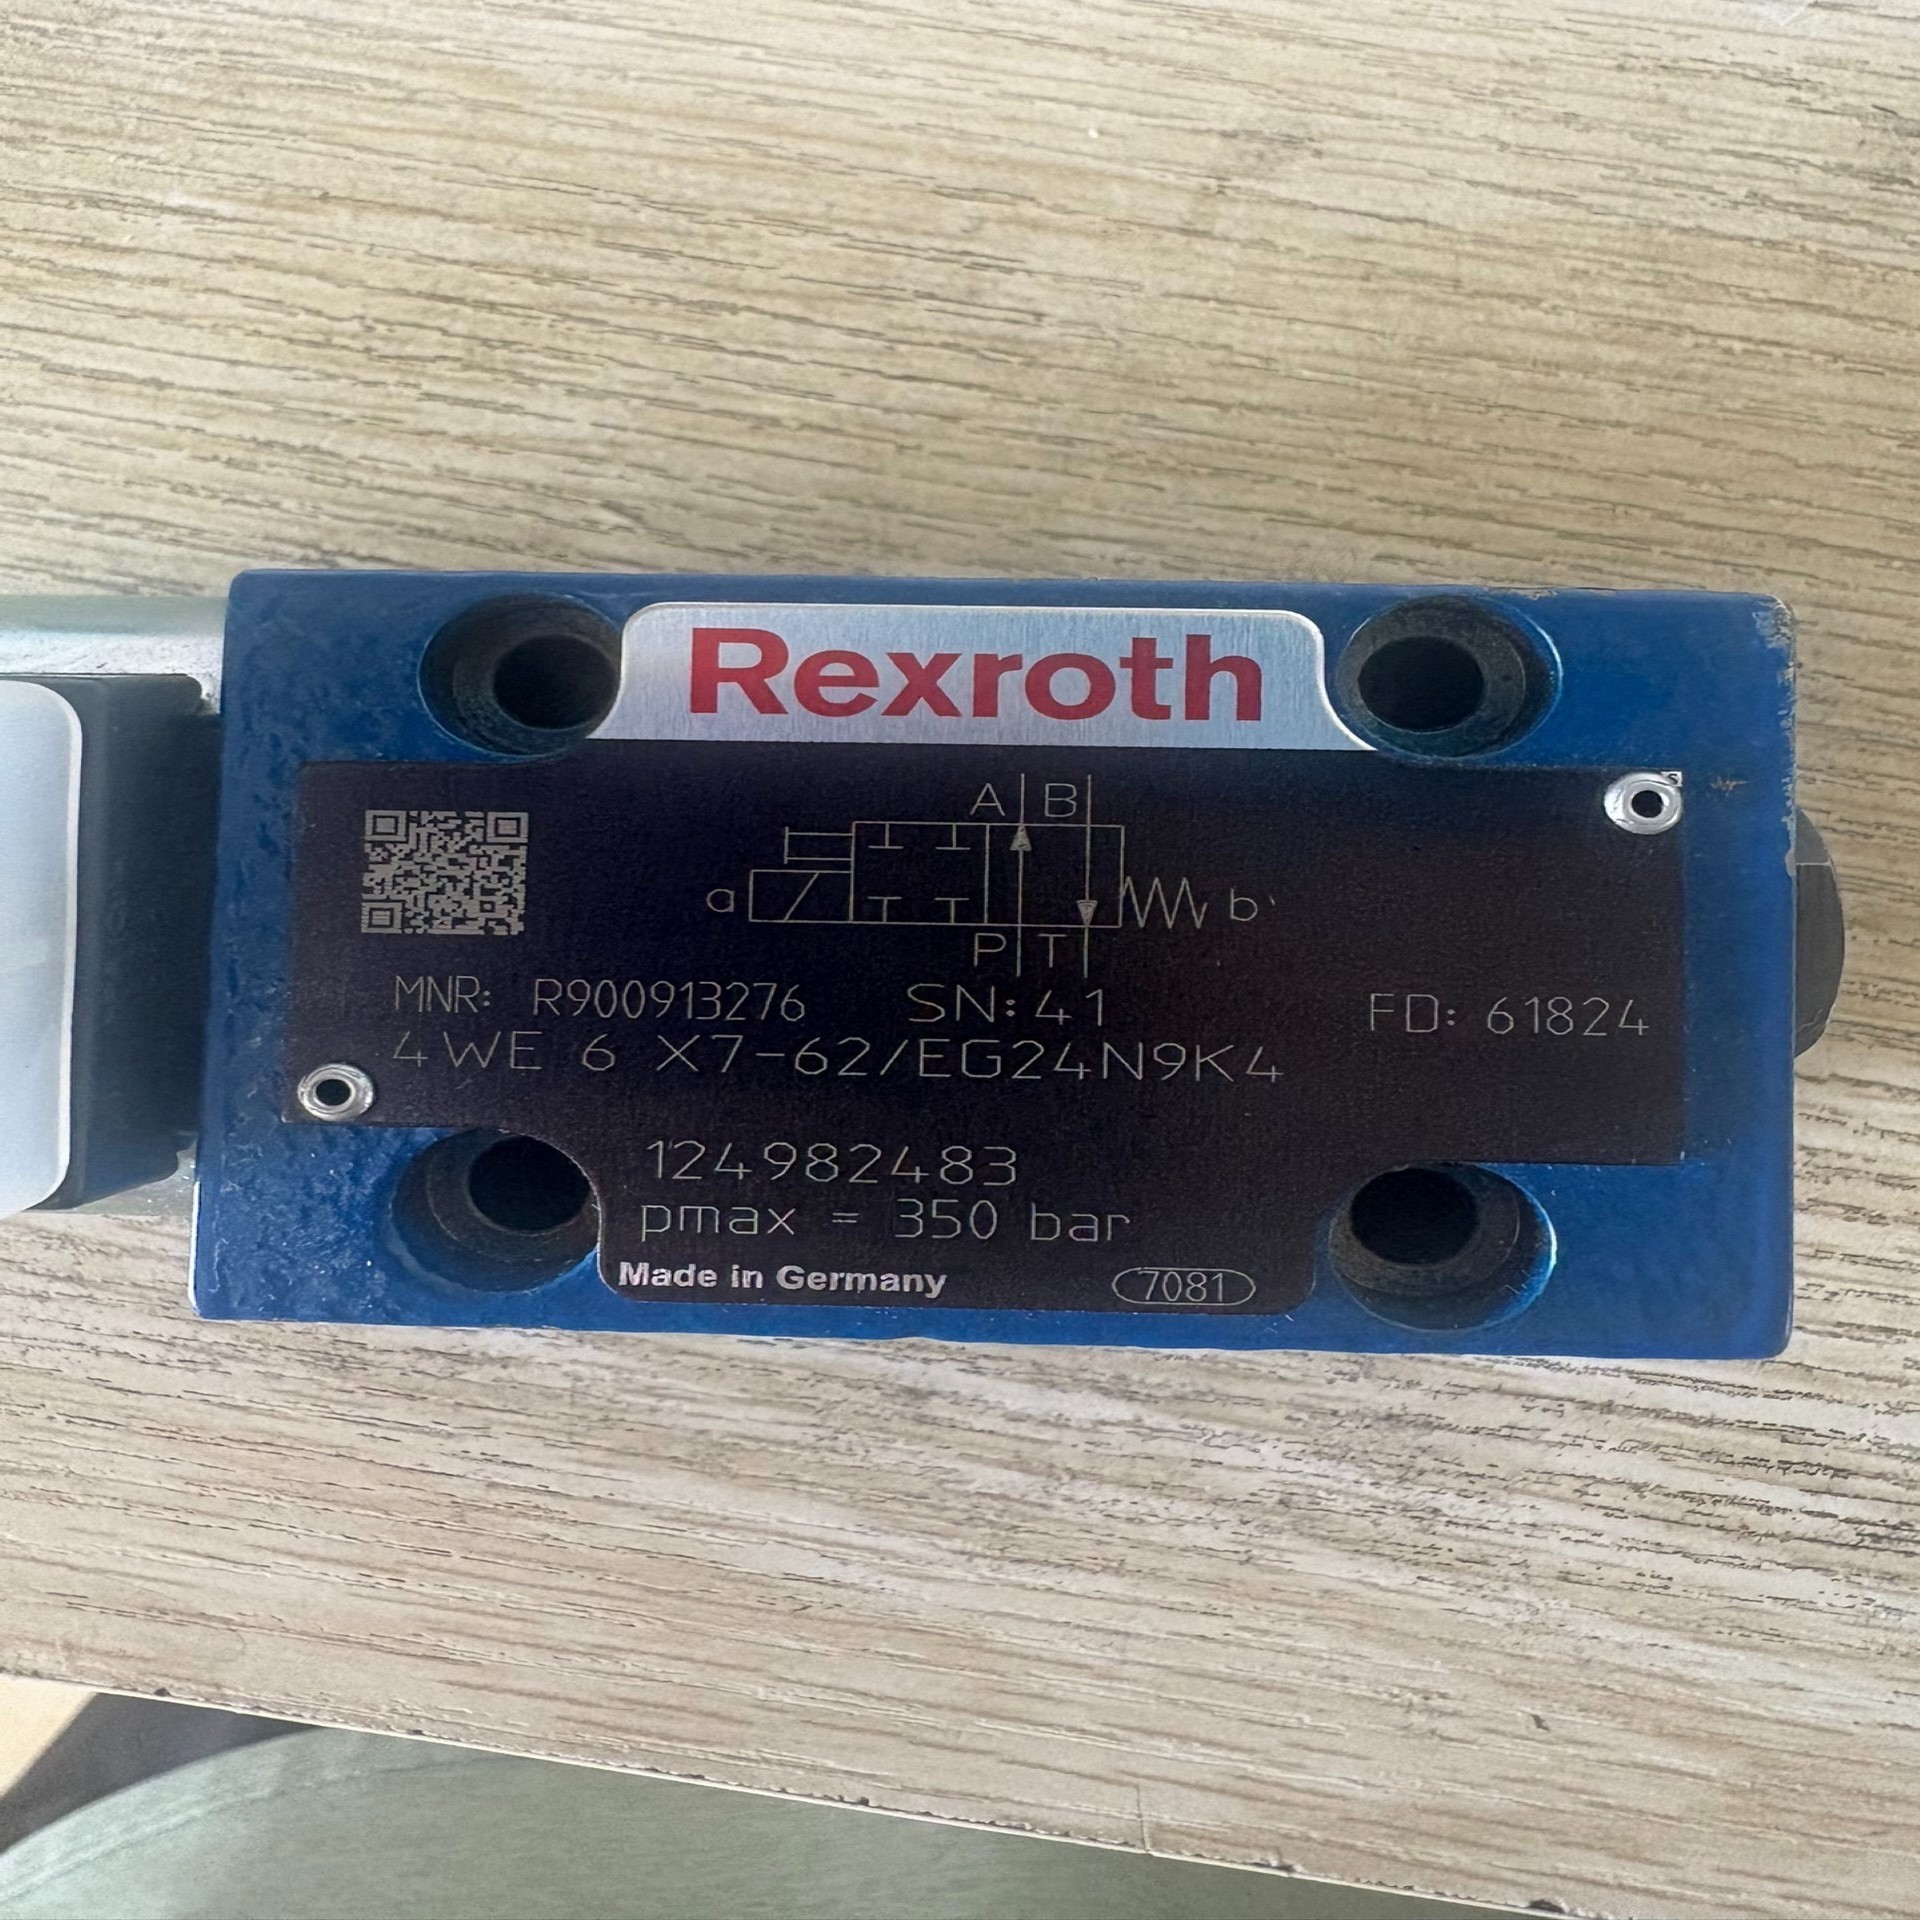 Rexroth
A B
a b
P T
MNR: R900913276 SN: 41 FD: 61824
4WE 6 X7-62/EG24N9K4
124982483
pmax = 350 bar
Made in Germany 7081